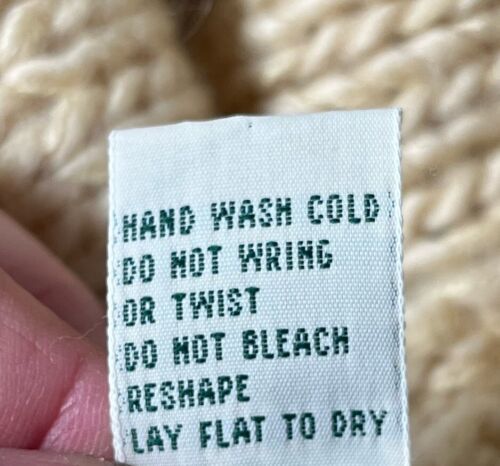 HAND WASH COLD
DO NOT WRING
OR TWIST
DO NOT BLEACH
RESHAPE
LAY FLAT TO DRY